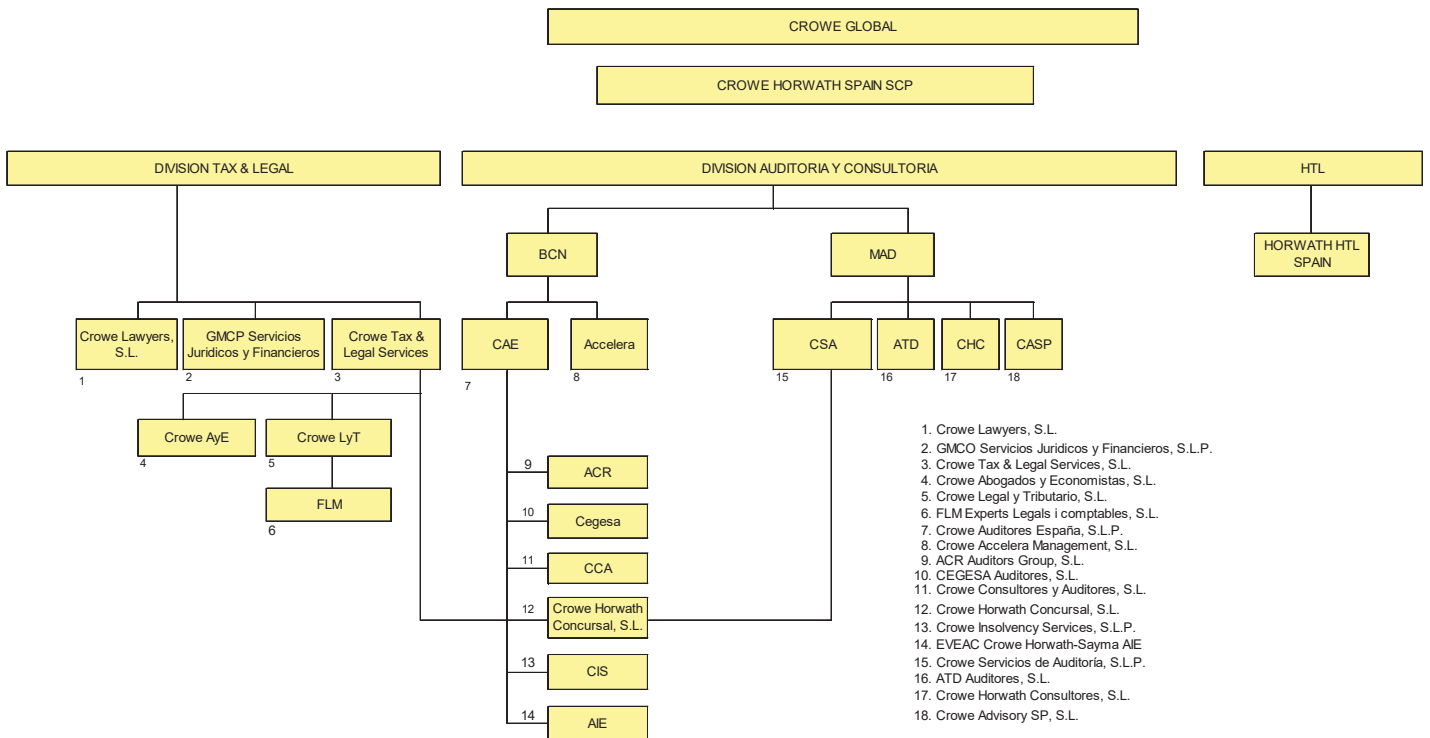 CROWE GLOBAL
CROWE HORWATH SPAIN SCP
DIVISION TAX & LEGAL
DIVISION AUDITORIA Y CONSULTORIA
HTL
BCN
MAD
HORWATH HTL
SPAIN
Crowe Lawyers,
S.L.
1
GMCP Servicios
Juridicos y Financieros
2
Crowe Tax &
Legal Services
3
CAE
7
Accelera
8
CSA
15
ATD
16
CHC
17
CASP
18
Crowe AyE
4
Crowe LyT
5
FLM
6
9
ACR
10
Cegesa
11
CCA
12
Crowe Horwath
Concursal, S.L.
13
CIS
14
AIE
1. Crowe Lawyers, S.L.
2. GMCO Servicios Juridicos y Financieros, S.L.P.
3. Crowe Tax & Legal Services, S.L.
4. Crowe Abogados y Economistas, S.L.
5. Crowe Legal y Tributario, S.L.
6. FLM Experts Legals i comptables, S.L.
7. Crowe Auditores España, S.L.P.
8. Crowe Accelera Management, S.L.
9. ACR Auditors Group, S.L.
10. CEGESA Auditores, S.L.
11. Crowe Consultores y Auditores, S.L.
12. Crowe Horwath Concursal, S.L.
13. Crowe Insolvency Services, S.L.P.
14. EVEAC Crowe Horwath-Sayma AIE
15. Crowe Servicios de Auditoría, S.L.P.
16. ATD Auditores, S.L.
17. Crowe Horwath Consultores, S.L.
18. Crowe Advisory SP, S.L.